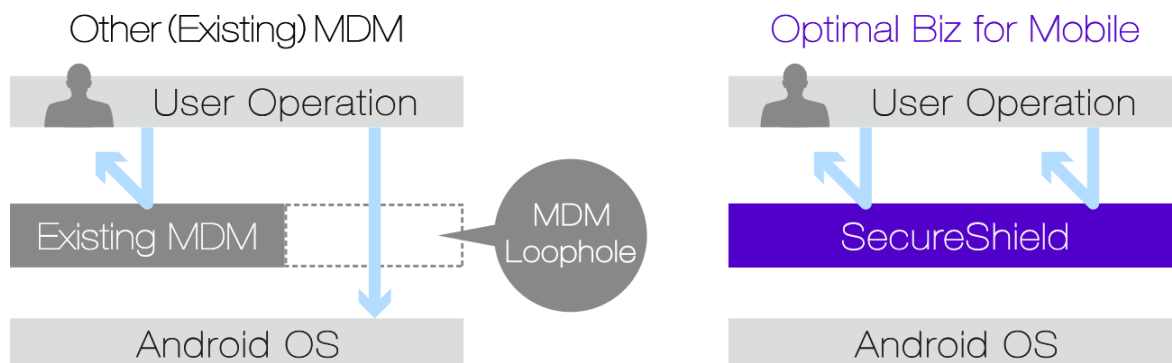 Other (Existing) MDM
User Operation
Existing MDM
MDM
Loophole
Android OS
Optimal Biz for Mobile
User Operation
SecureShield
Android OS